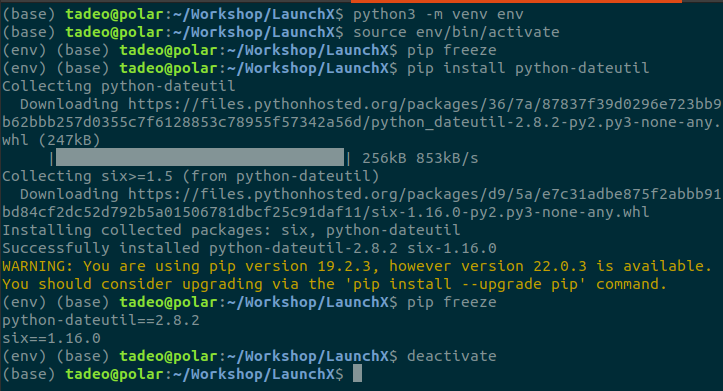 (base) tadeo@polar:~/Workshop/LaunchX$ python3 -m venv env
(base) tadeo@polar:~/Workshop/LaunchX$ source env/bin/activate
(env) (base) tadeo@polar:~/Workshop/LaunchX$ pip freeze
(env) (base) tadeo@polar:~/Workshop/LaunchX$ pip install python-dateutil
Collecting python-dateutil
  Downloading https://files.pythonhosted.org/packages/36/7a/87837f39d0296e723bb9
b62bbb257d0355c7f6128853c78955f57342a56d/python_dateutil-2.8.2-py2.py3-none-any.
whl (247kB)
     |████████████████████████████████| 256kB 853kB/s
Collecting six>=1.5 (from python-dateutil)
  Downloading https://files.pythonhosted.org/packages/d9/5a/e7c31adbe875f2abbb91
bd84cf2dc52d792b5a01506781dbcf25c91daf11/six-1.16.0-py2.py3-none-any.whl
Installing collected packages: six, python-dateutil
Successfully installed python-dateutil-2.8.2 six-1.16.0
WARNING: You are using pip version 19.2.3, however version 22.0.3 is available.
You should consider upgrading via the 'pip install --upgrade pip' command.
(env) (base) tadeo@polar:~/Workshop/LaunchX$ pip freeze
python-dateutil==2.8.2
six==1.16.0
(env) (base) tadeo@polar:~/Workshop/LaunchX$ deactivate
(base) tadeo@polar:~/Workshop/LaunchX$